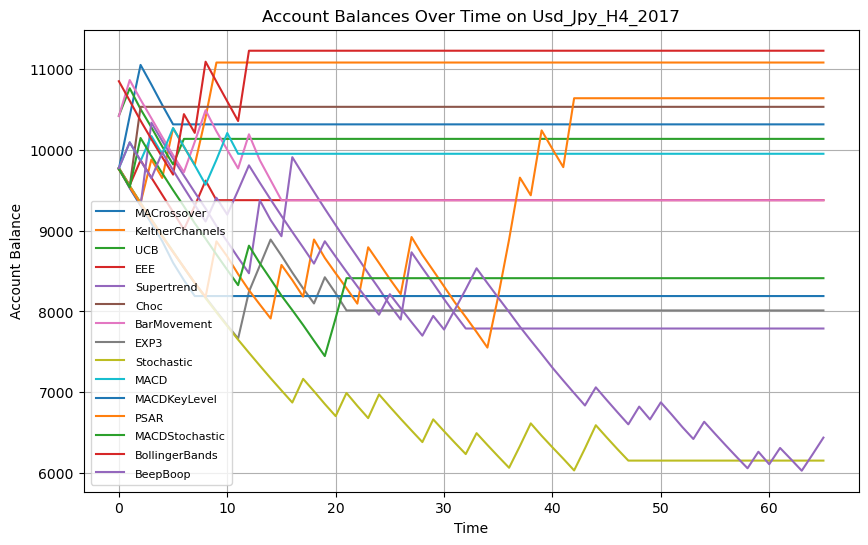 Account Balances Over Time on Usd_Jpy_H4_2017
Account Balance
11000
10000
9000
8000
7000
6000
MACrossover
KeltnerChannels
UCB
EEE
Supertrend
Choc
BarMovement
EXP3
Stochastic
MACD
MACDKeyLevel
PSAR
MACDStochastic
BollingerBands
BeepBoop
0 10 20 30 40 50 60
Time